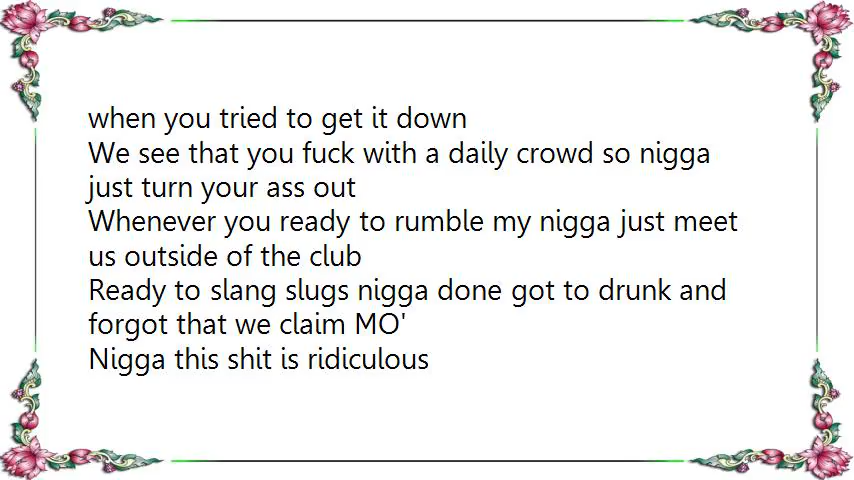 when you tried to get it down
We see that you fuck with a daily crowd so nigga
just turn your ass out
Whenever you ready to rumble my nigga just meet
us outside of the club
Ready to slang slugs nigga done got to drunk and
forgot that we claim MO'
Nigga this shit is ridiculous